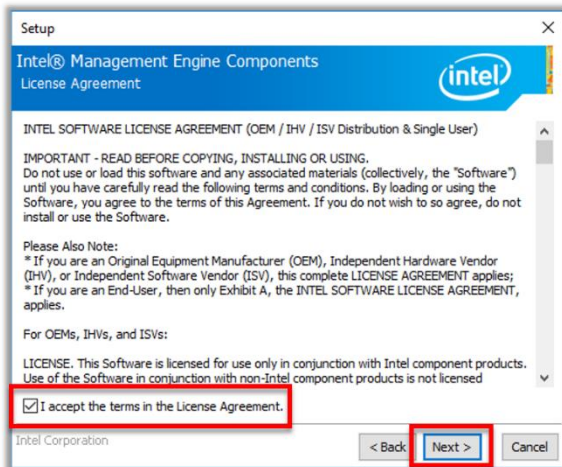 Setup
Intel® Management Engine Components
License Agreement
intel
INTEL SOFTWARE LICENSE AGREEMENT (OEM / IHV / ISV Distribution & Single User)
IMPORTANT - READ BEFORE COPYING, INSTALLING OR USING.
Do not use or load this software and any associated materials (collectively, the "Software")
until you have carefully read the following terms and conditions. By loading or using the
Software, you agree to the terms of this Agreement. If you do not wish to so agree, do not
install or use the Software.
Please Also Note:
* If you are an Original Equipment Manufacturer (OEM), Independent Hardware Vendor
(IHV), or Independent Software Vendor (ISV), this complete LICENSE AGREEMENT applies;
* If you are an End-User, then only Exhibit A, the INTEL SOFTWARE LICENSE AGREEMENT,
applies.
For OEMs, IHVs, and ISVs:
LICENSE. This Software is licensed for use only in conjunction with Intel component products.
Use of the Software in conjunction with non-Intel component products is not licensed
I accept the terms in the License Agreement.
Intel Corporation
< Back Next > Cancel